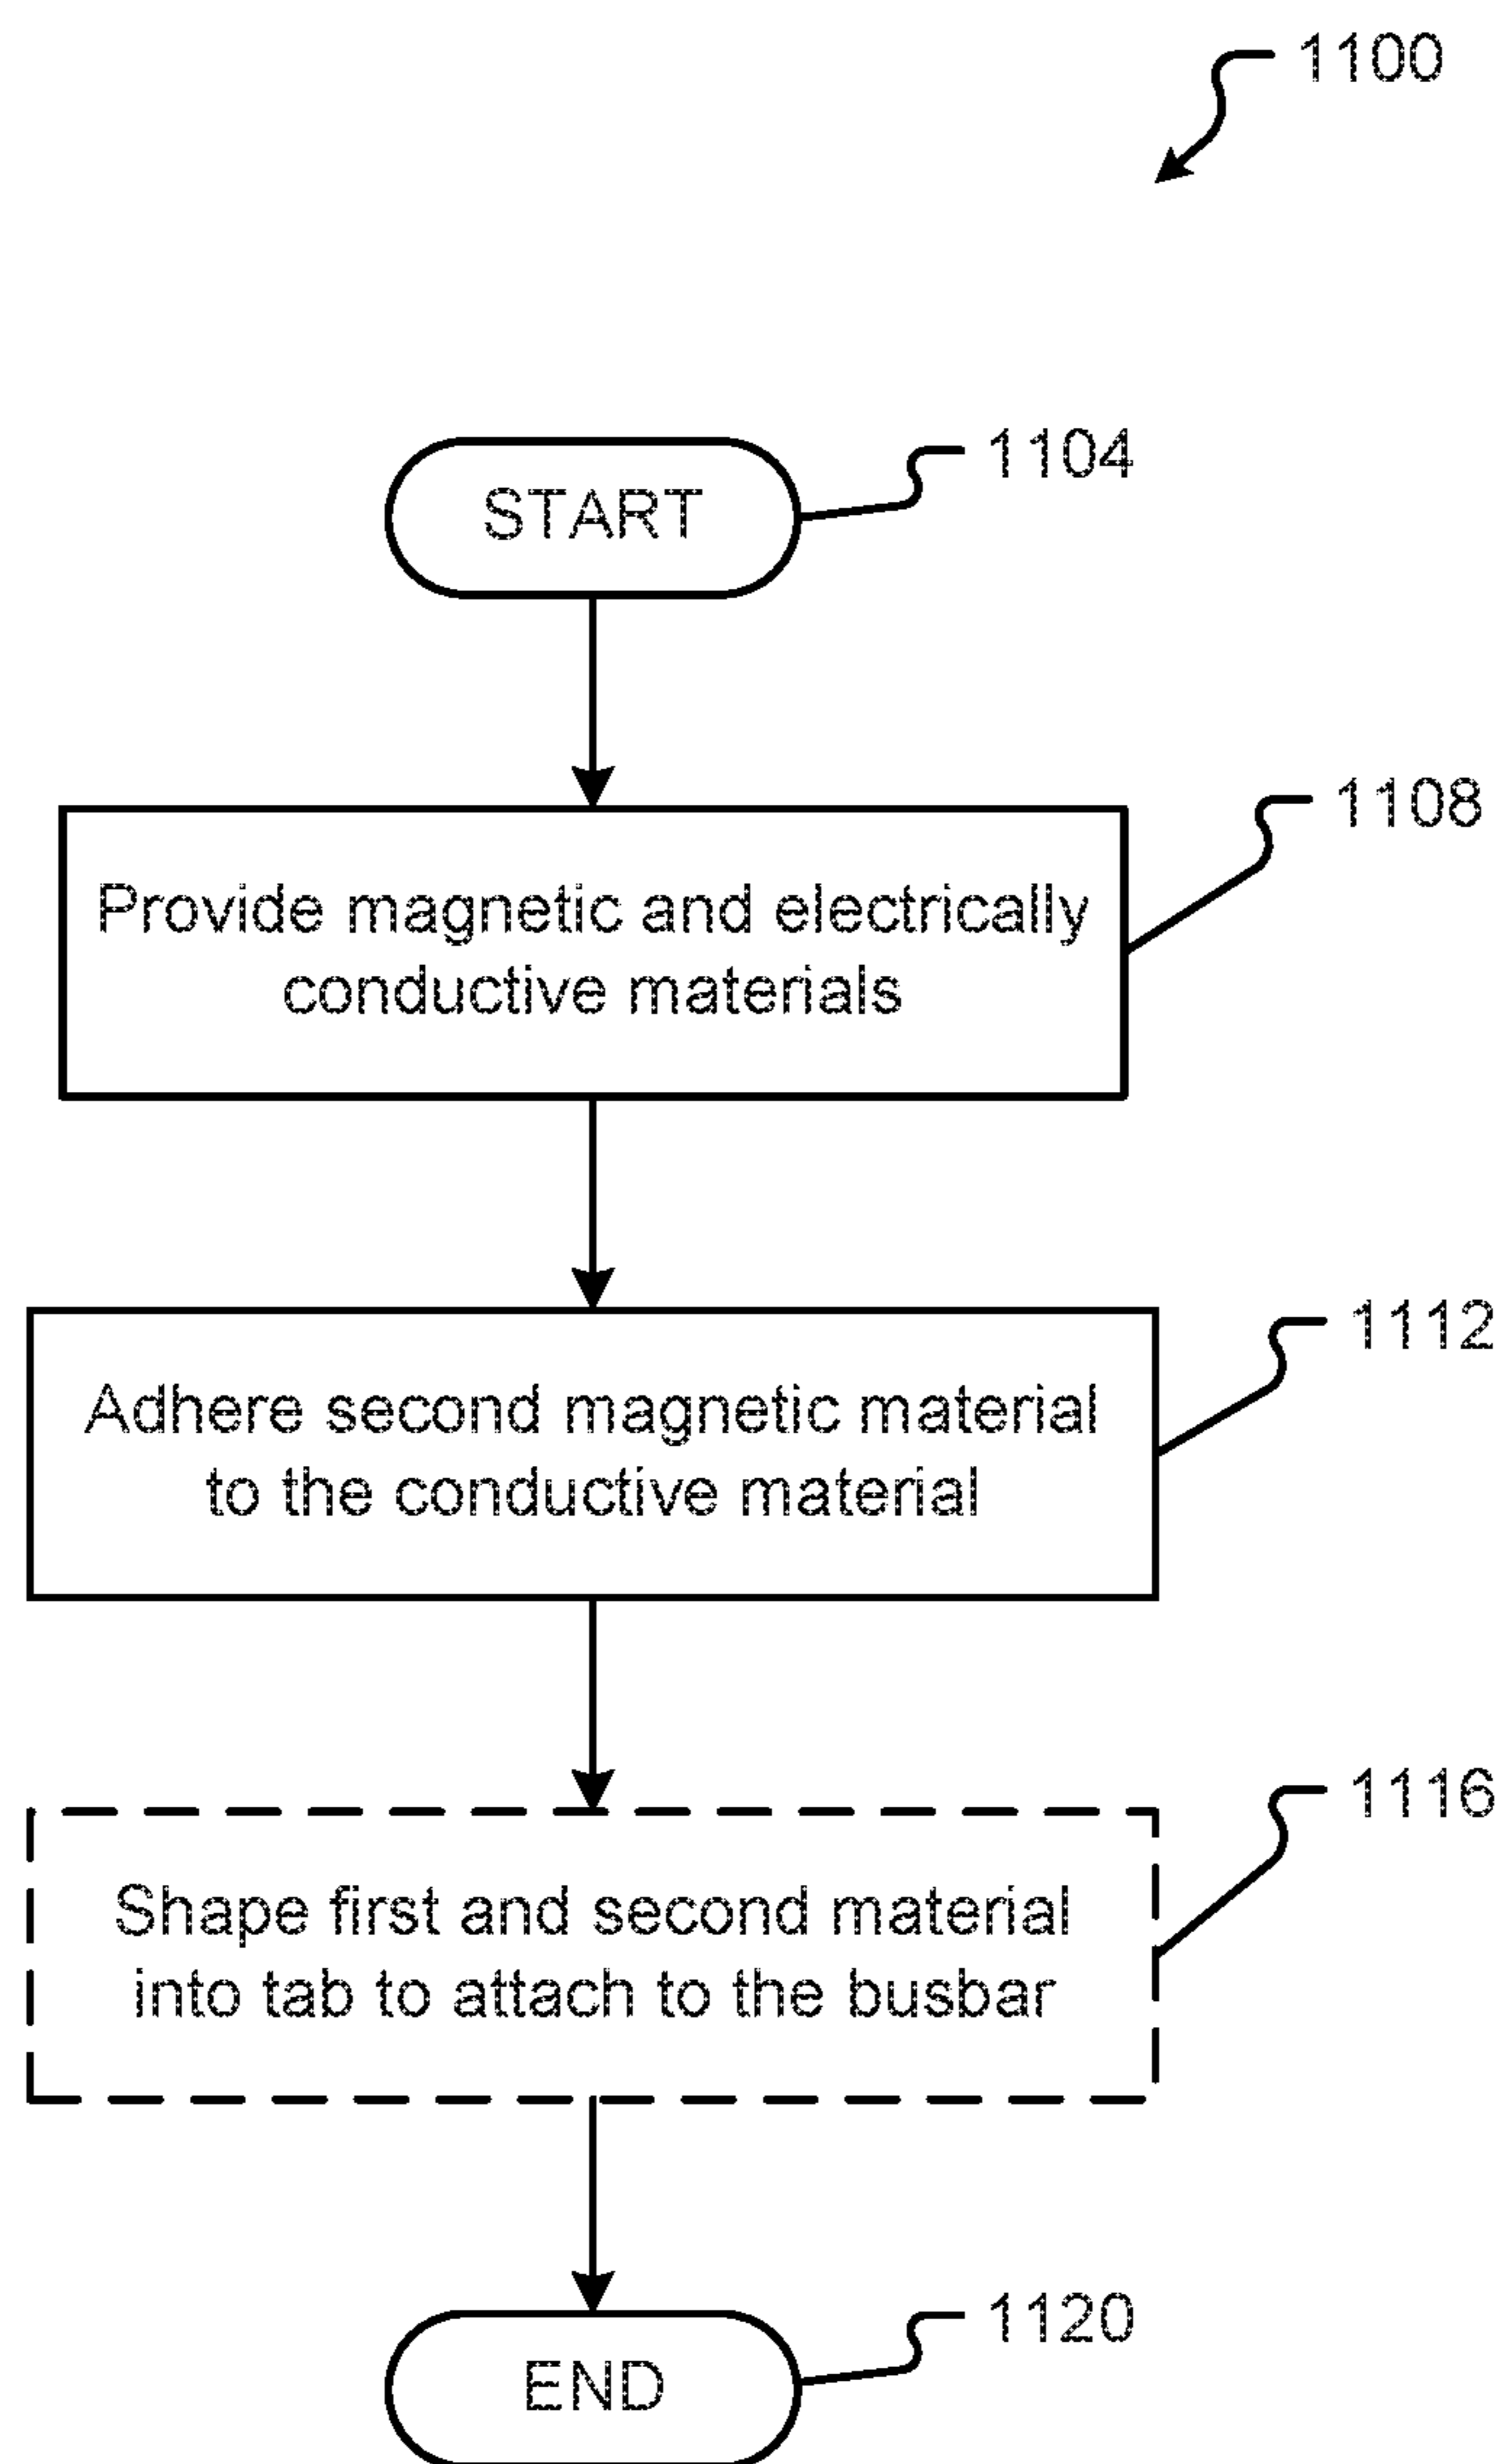 1100
START
1104
1108
Provide magnetic and electrically
conductive materials
1112
Adhere second magnetic material
to the conductive material
1116
Shape first and second material
into tab to attach to the busbar
1120
END